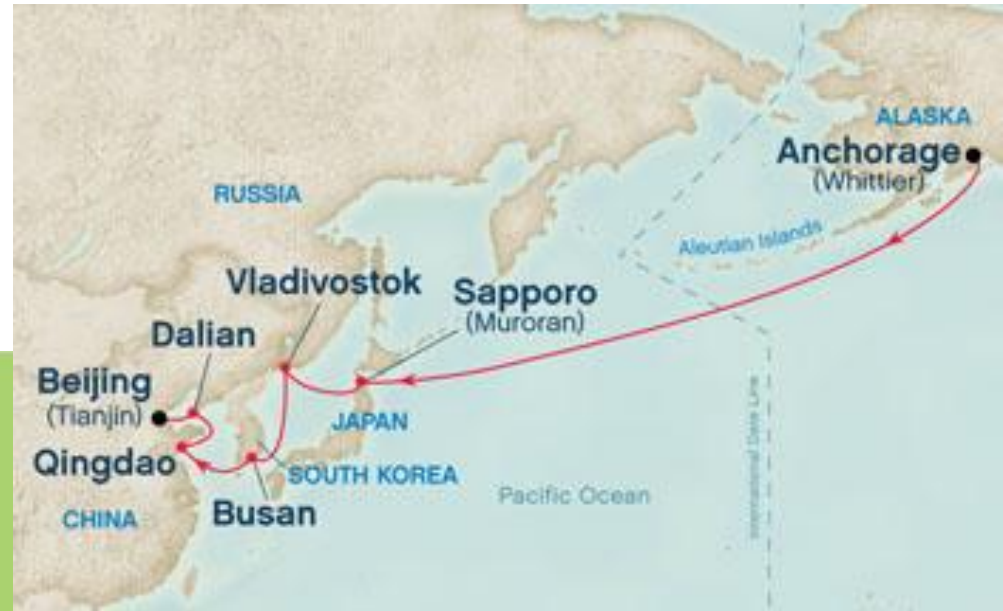 ALASKA
Anchorage
(Whittier)
RUSSIA
Aleutian Islands
Vladivostok
Sapporo
(Muroran)
Dalian
Beijing
(Tianjin)
JAPAN
Qingdao
SOUTH KOREA
Pacific Ocean
International Date Line
Busan
CHINA